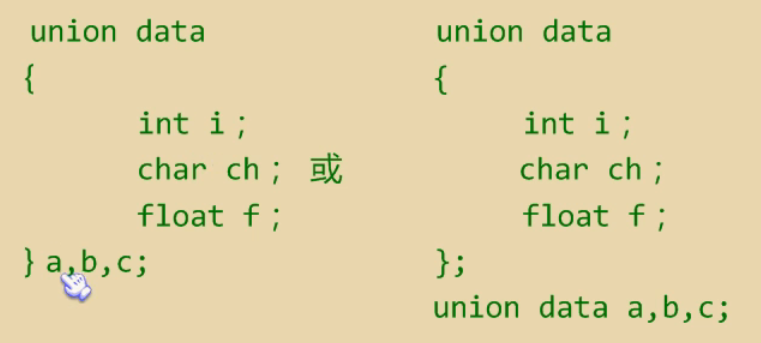 union data
{
int i;
char ch; 或
float f;
} a,b,c;
union data
{
int i;
char ch;
float f;
};
union data a,b,c;